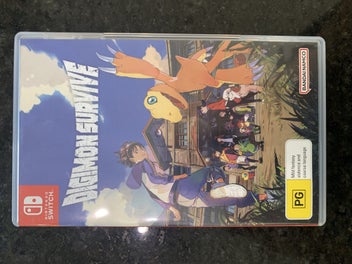 DIGIMON SURVIVE
BANDAI NAMCO
NINTENDO
SWITCH
PG
Mild fantasy
violence and
coarse language